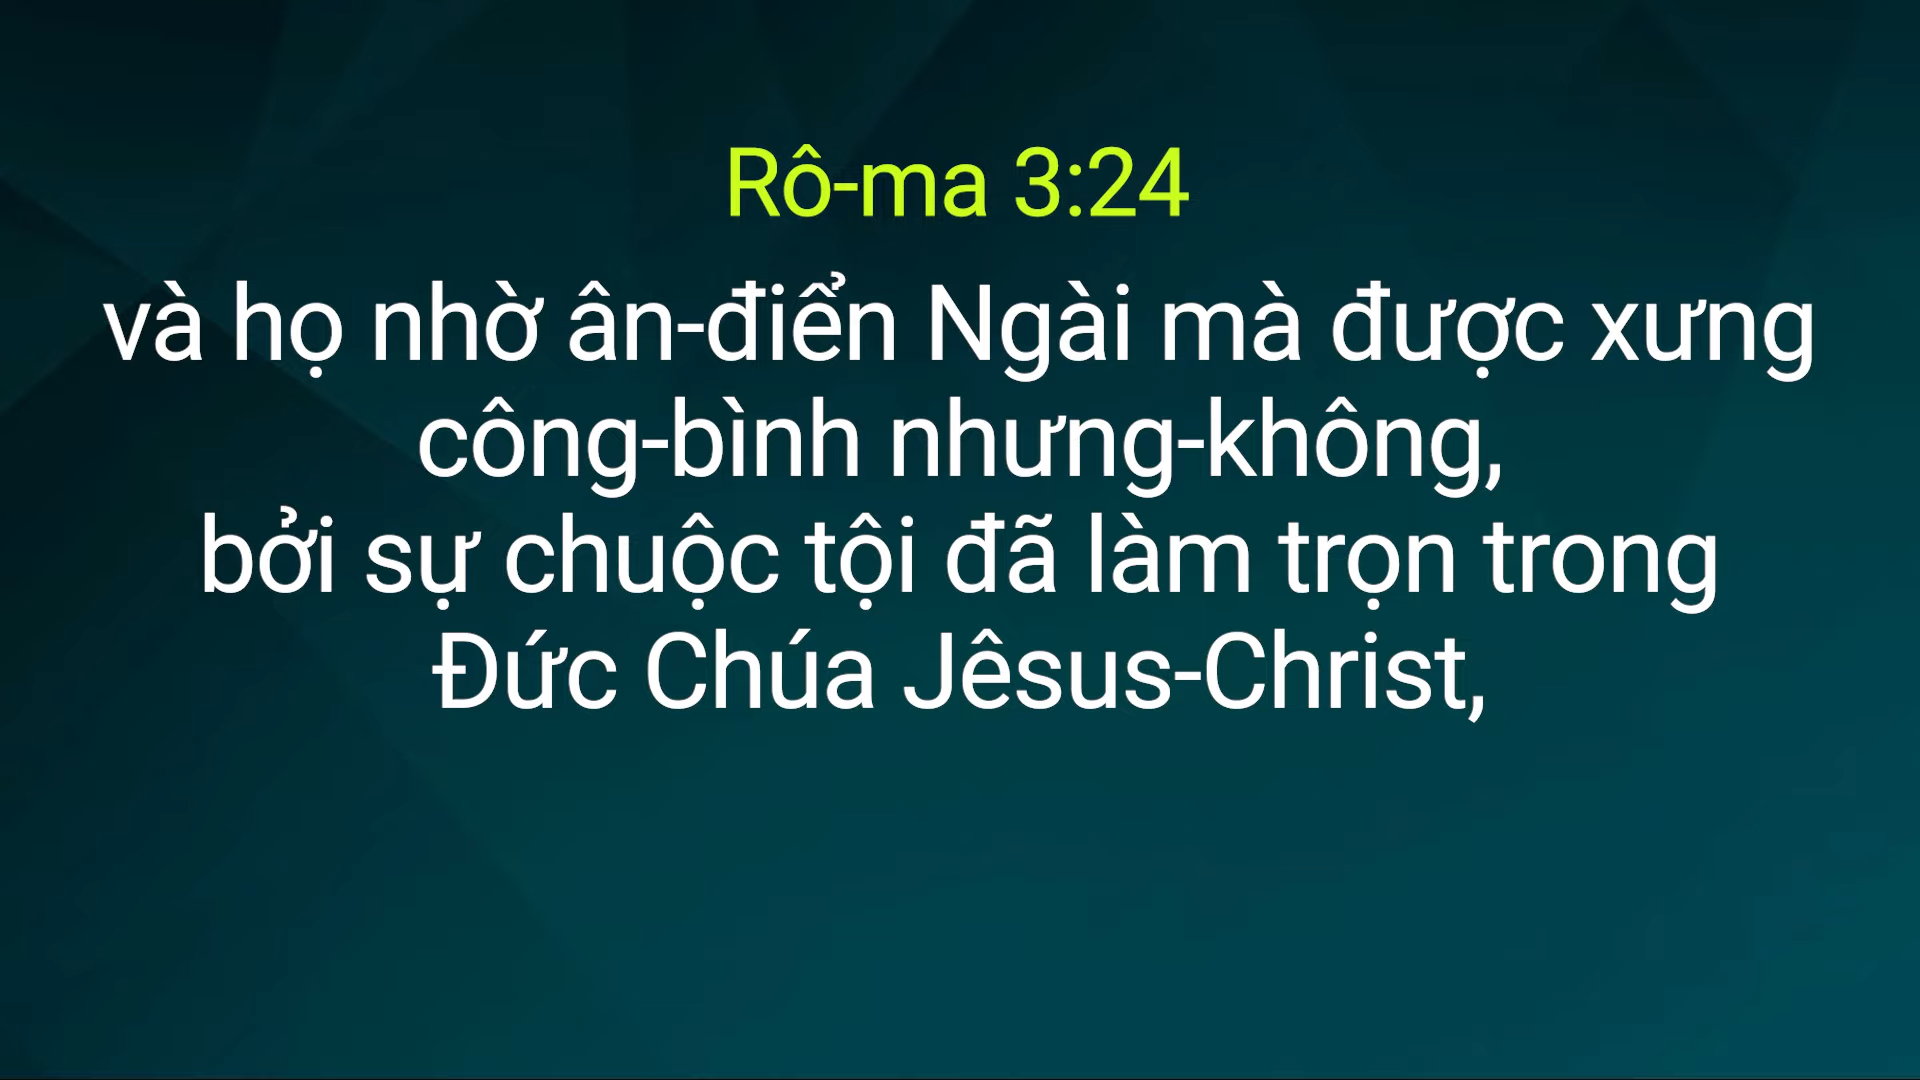 Rô-ma 3:24
và họ nhờ ân-điển Ngài mà được xưng
công-bình nhưng-không,
bởi sự chuộc tội đã làm trọn trong
Đức Chúa Jêsus-Christ,